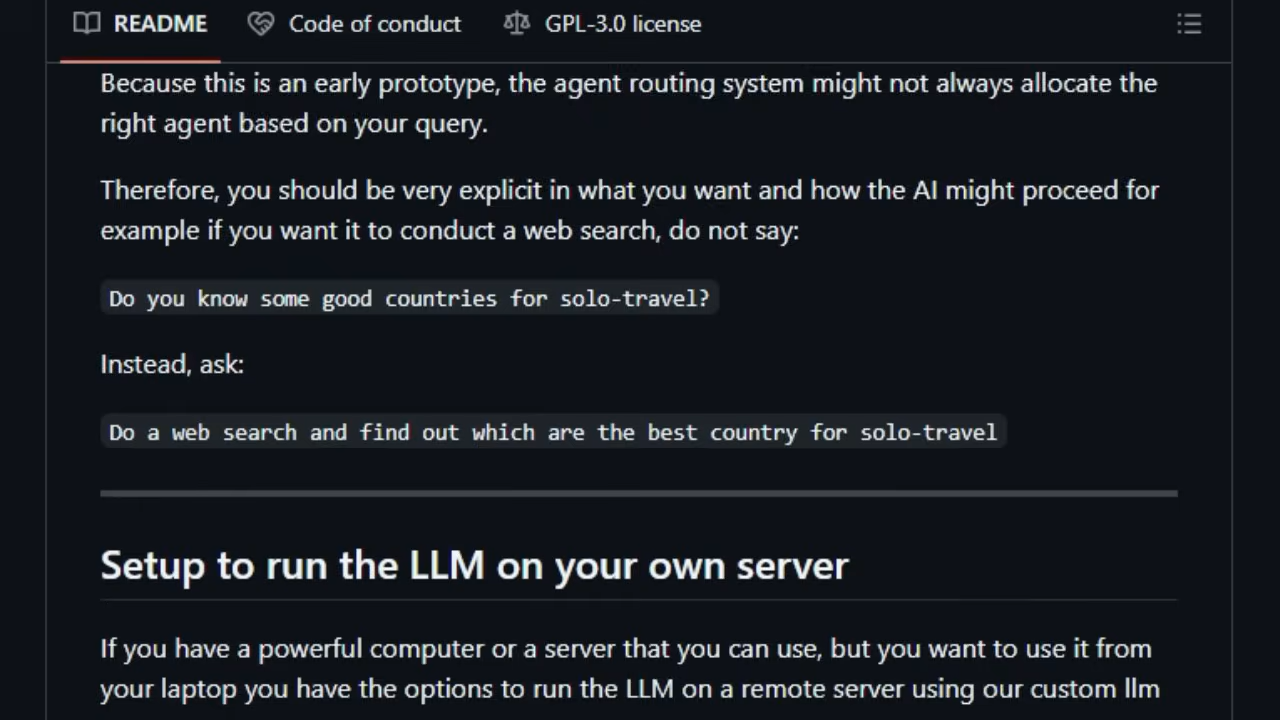 README Code of conduct GPL-3.0 license
Because this is an early prototype, the agent routing system might not always allocate the
right agent based on your query.
Therefore, you should be very explicit in what you want and how the AI might proceed for
example if you want it to conduct a web search, do not say:
Do you know some good countries for solo-travel?
Instead, ask:
Do a web search and find out which are the best country for solo-travel
Setup to run the LLM on your own server
If you have a powerful computer or a server that you can use, but you want to use it from
your laptop you have the options to run the LLM on a remote server using our custom llm